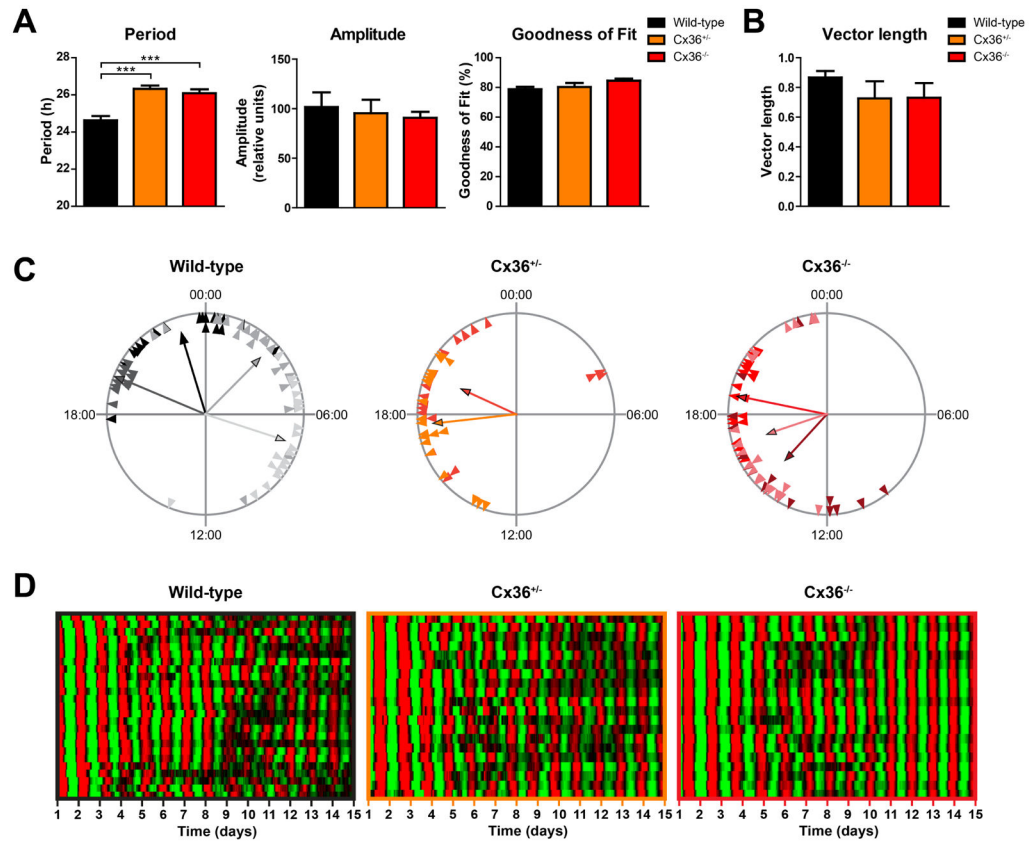 A
Period
Period (h)
20
22
24
26
28
***
***
Amplitude
Amplitude
(relative units)
0
50
100
150
Goodness of Fit
Goodness of Fit (%)
0
20
40
60
80
100
Wild-type
Cx36+/-
Cx36-/-
B
Vector length
Vector length
0.0
0.2
0.4
0.6
0.8
1.0
Wild-type
Cx36+/-
Cx36-/-
C
Wild-type
00:00
18:00
06:00
12:00
Cx36+/-
00:00
18:00
06:00
12:00
Cx36-/-
00:00
18:00
06:00
12:00
D
Wild-type
1 2 3 4 5 6 7 8 9 10 11 12 13 14 15
Time (days)
Cx36+/-
1 2 3 4 5 6 7 8 9 10 11 12 13 14 15
Time (days)
Cx36-/-
1 2 3 4 5 6 7 8 9 10 11 12 13 14 15
Time (days)